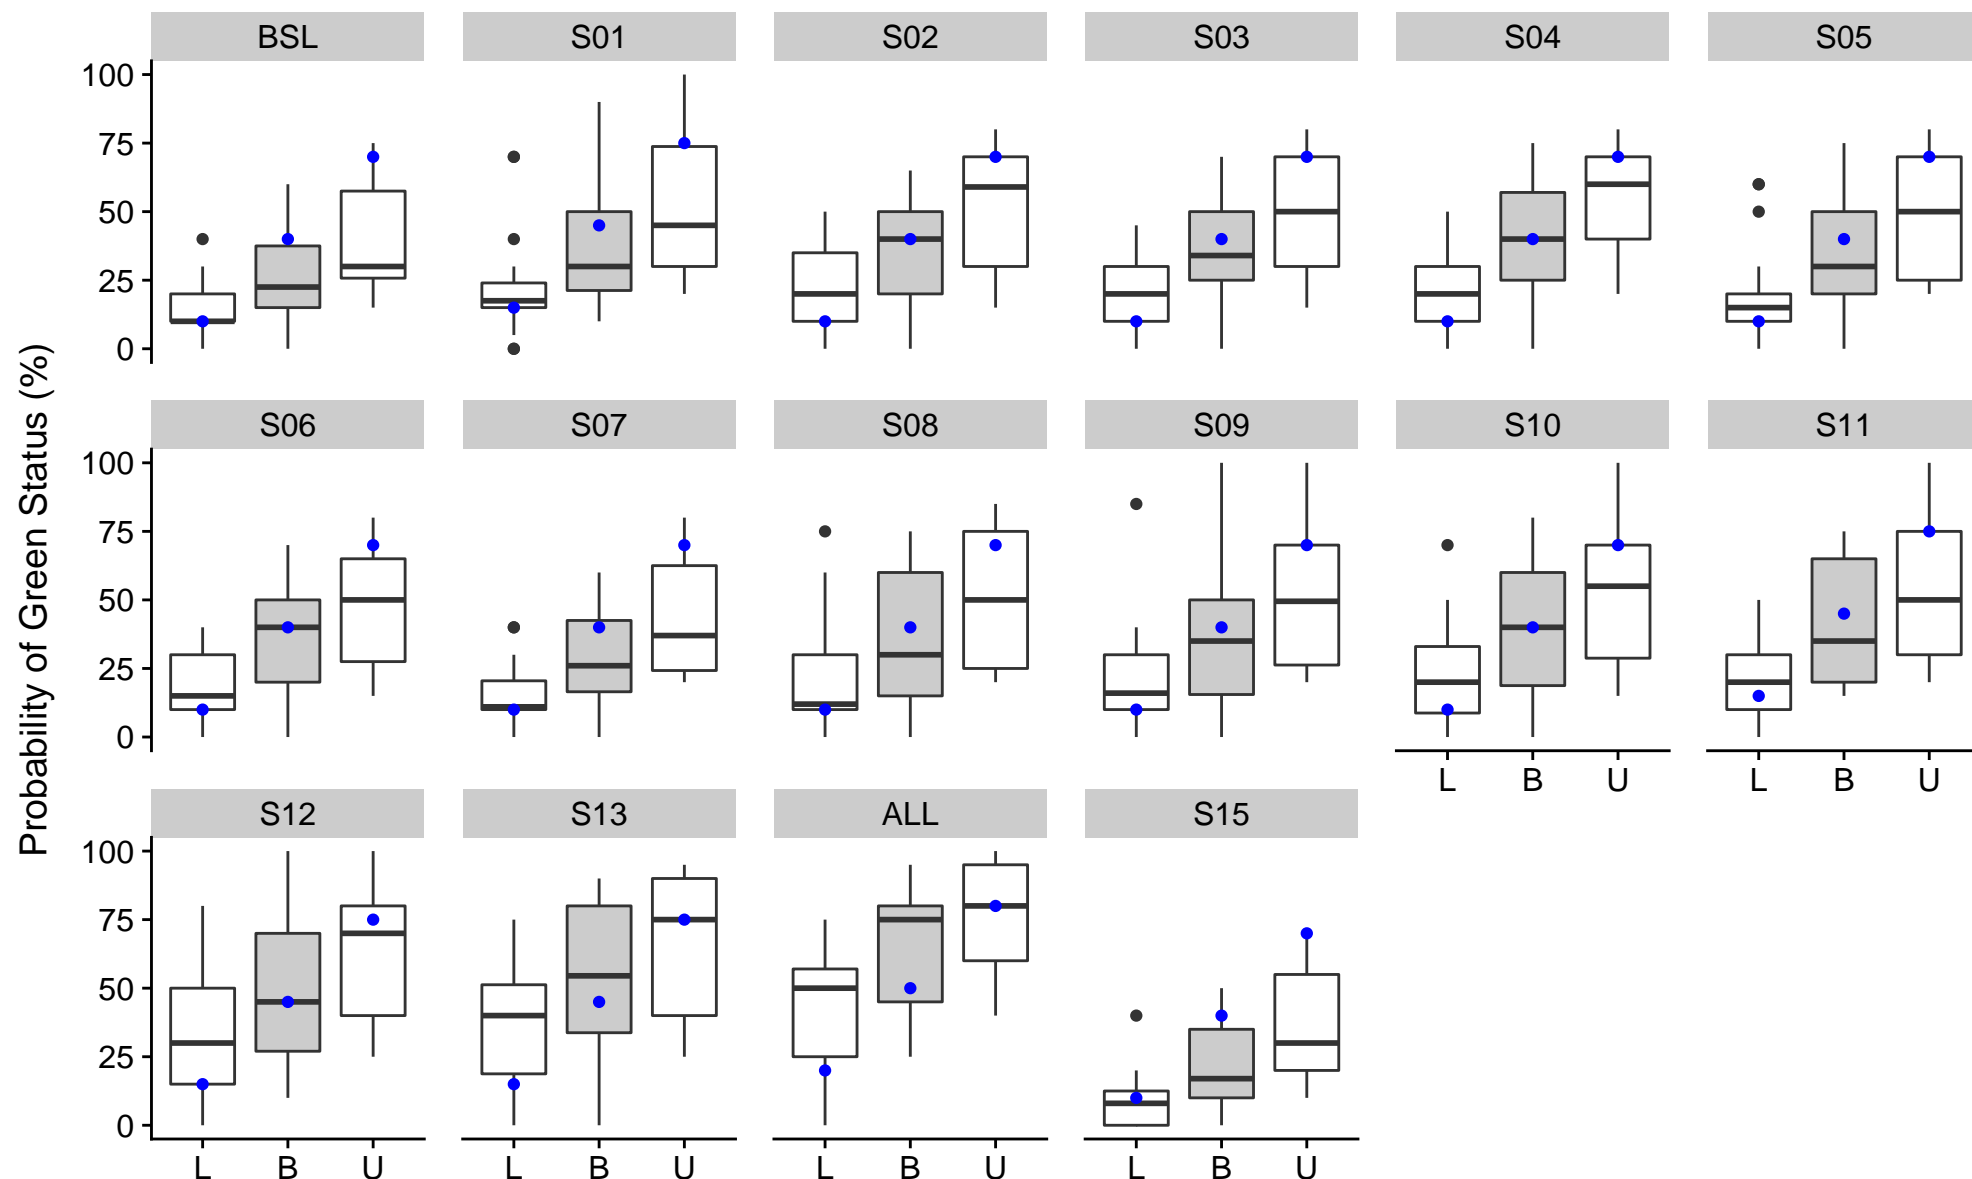 BSL S01 S02 S03 S04 S05
100
75
50
25
0
Probability of Green Status (%)
S06 S07 S08 S09 S10 S11
100
75
50
25
0
L B U L B U
S12 S13 ALL S15
100
75
50
25
0
L B U L B U L B U L B U